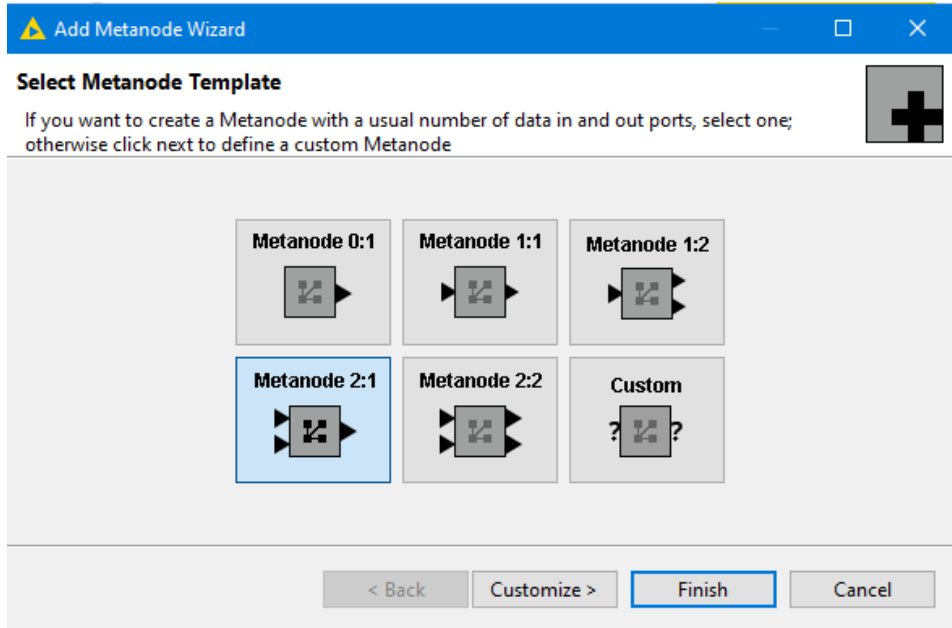 Add Metanode Wizard
Select Metanode Template
If you want to create a Metanode with a usual number of data in and out ports, select one;
otherwise click next to define a custom Metanode
Metanode 0:1
Metanode 1:1
Metanode 1:2
Metanode 2:1
Metanode 2:2
Custom
? ?
< Back
Customize >
Finish
Cancel